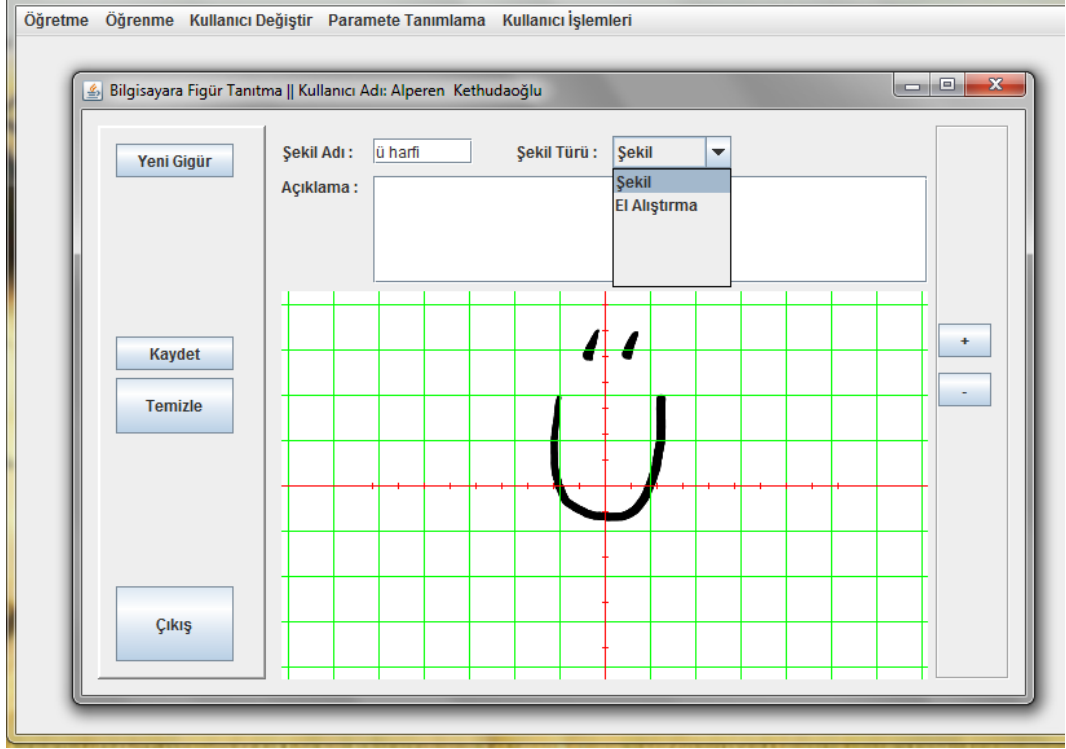 Öğretme Öğrenme Kullanıcı Değiştir Paramete Tanımlama Kullanıcı İşlemleri
Bilgisayara Figür Tanıtma || Kullanıcı Adı: Alperen Kethudaoğlu
Yeni Gigür
Şekil Adı : ü harfi Şekil Türü : Şekil
Açıklama :
Şekil
El Alıştırma
Kaydet
Temizle
Çıkış
+
-
ü